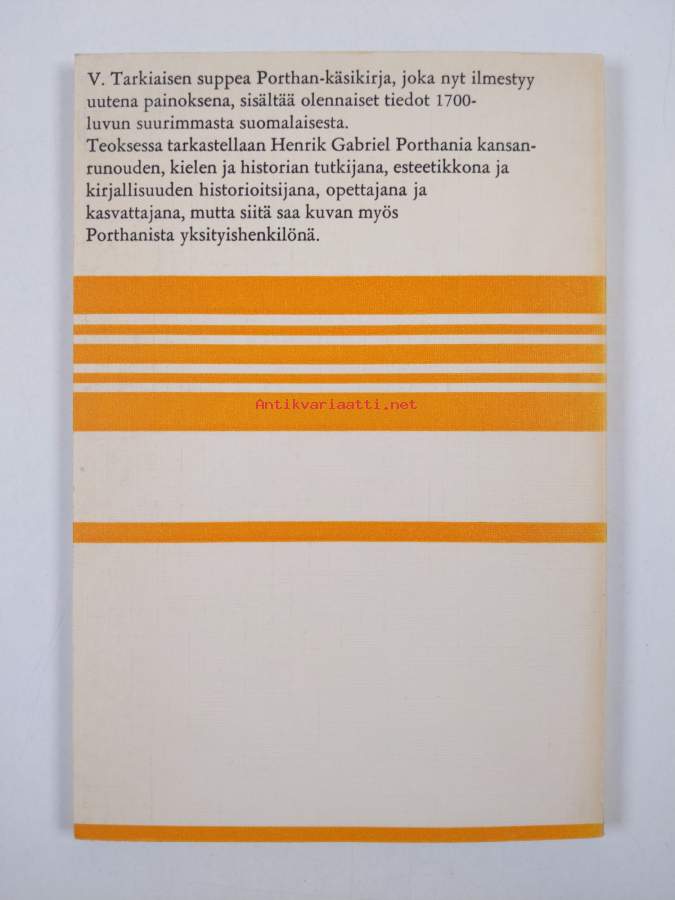 V. Tarkiaisen suppea Porthan-käsikirja, joka nyt ilmestyy
uutena painoksena, sisältää olennaiset tiedot 1700-
luvun suurimmasta suomalaisesta.
Teoksessa tarkastellaan Henrik Gabriel Porthania kansan-
runouden, kielen ja historian tutkijana, esteetikkona ja
kirjallisuuden historioitsijana, opettajana ja
kasvattajana, mutta siitä saa kuvan myös
Porthanista yksityishenkilönä.
Antikvariaatti.net